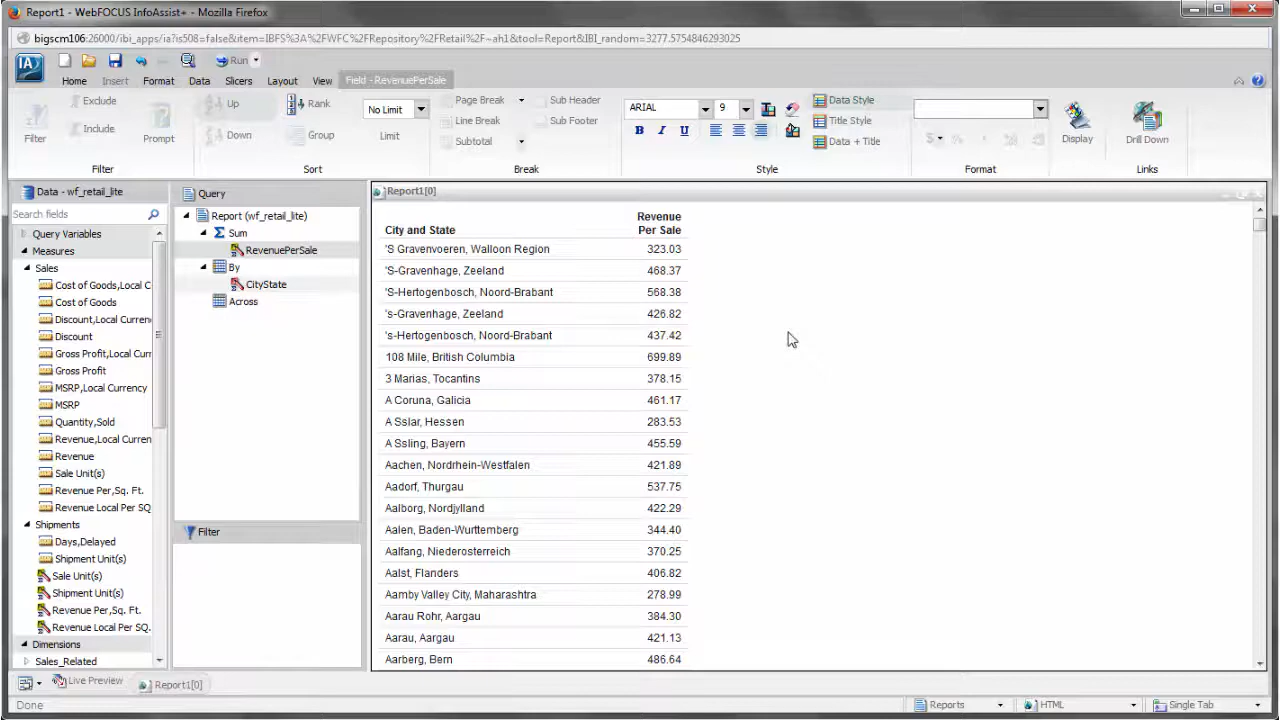 Report1 - WebFOCUS InfoAssist+ - Mozilla Firefox
bigscm106:26000/ibi_apps/ia?is508=false&item=IBFS%3A%2FWFC%2FRepository%2FRetail%2F~ah1&tool=Report&IBI_random=3277.5754846293025
IA Run
Home Insert Format Data Slicers Layout View Field - RevenuePerSale
Filter Exclude Include Prompt
Filter
Up Down Rank Group No Limit Limit
Sort
Page Break Line Break Subtotal Sub Header Sub Footer
Break
ARIAL 9 B I U Data Style Title Style Data + Title
Style
$ %
Format
Display Drill Down
Links
Data - wf_retail_lite
Search fields
Query Variables
Measures
Sales
Cost of Goods,Local C
Cost of Goods
Discount,Local Curren
Discount
Gross Profit,Local Curr
Gross Profit
MSRP,Local Currency
MSRP
Quantity,Sold
Revenue,Local Curren
Revenue
Sale Unit(s)
Revenue Per,Sq. Ft.
Revenue Local Per SQ
Shipments
Days,Delayed
Shipment Unit(s)
Sale Unit(s)
Shipment Unit(s)
Revenue Per,Sq. Ft.
Revenue Local Per SQ.
Dimensions
Sales_Related
Query
Report (wf_retail_lite)
Sum
RevenuePerSale
By
CityState
Across
Filter
Report1[0]
City and State Revenue Per Sale
'S Gravenvoeren, Walloon Region 323.03
'S-Gravenhage, Zeeland 468.37
'S-Hertogenbosch, Noord-Brabant 568.38
's-Gravenhage, Zeeland 426.82
's-Hertogenbosch, Noord-Brabant 437.42
108 Mile, British Columbia 699.89
3 Marias, Tocantins 378.15
A Coruna, Galicia 461.17
A Sslar, Hessen 283.53
A Ssling, Bayern 455.59
Aachen, Nordrhein-Westfalen 421.89
Aadorf, Thurgau 537.75
Aalborg, Nordjylland 422.29
Aalen, Baden-Wurttemberg 344.40
Aalfang, Niederosterreich 370.25
Aalst, Flanders 406.82
Aamby Valley City, Maharashtra 278.99
Aarau Rohr, Aargau 384.30
Aarau, Aargau 421.13
Aarberg, Bern 486.64
Live Preview Report1[0]
Done Reports HTML Single Tab